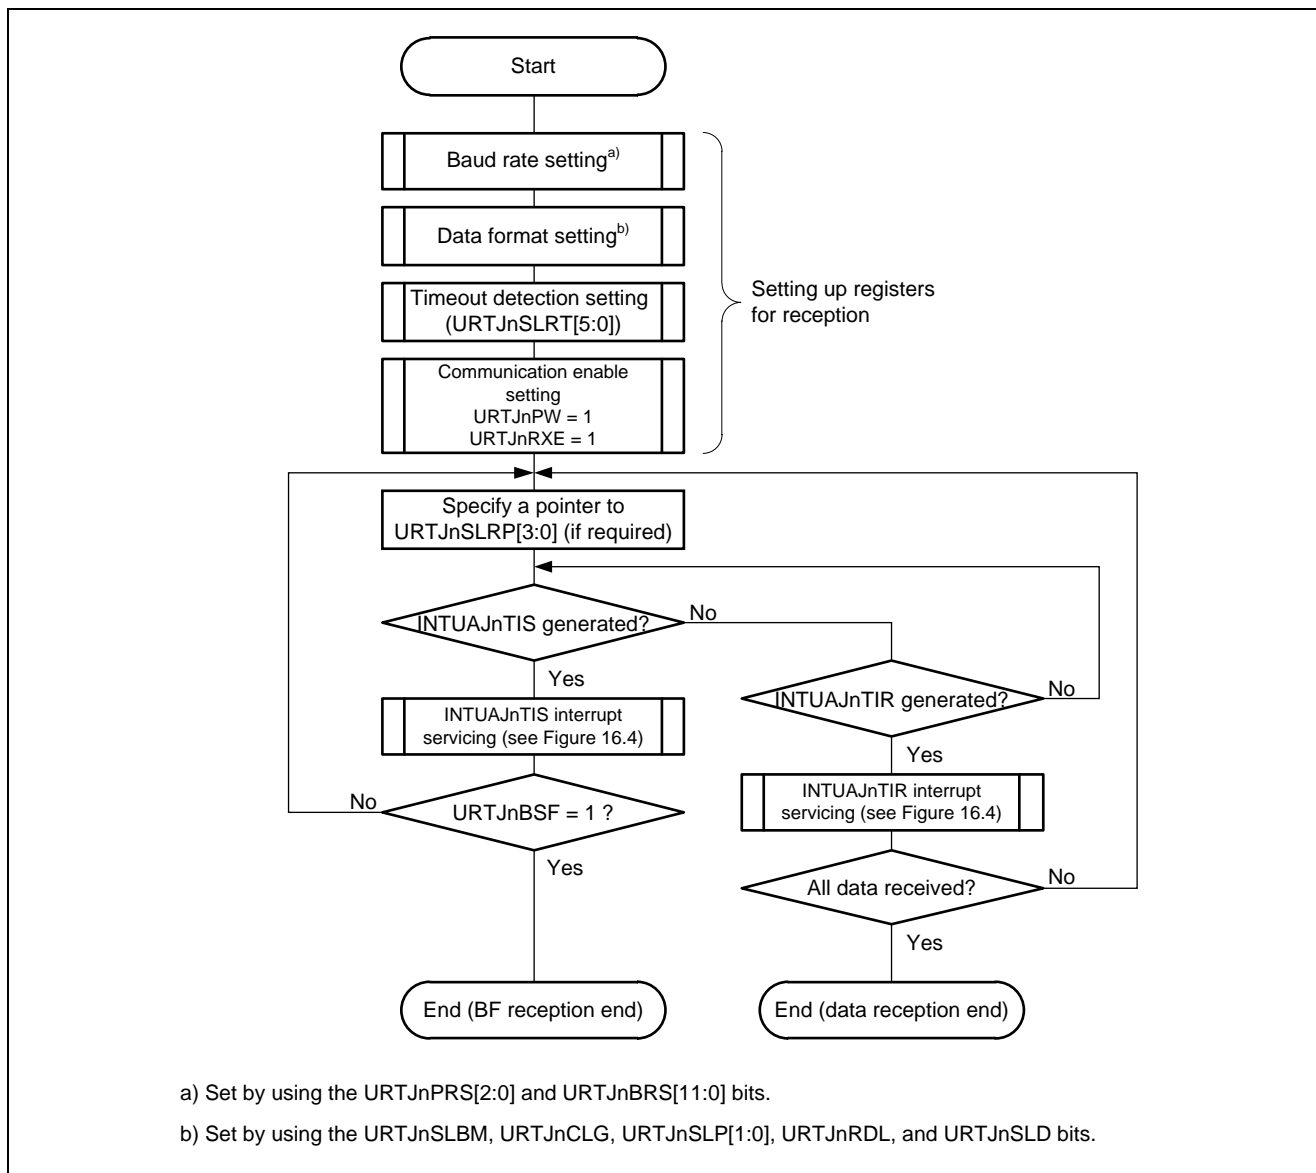 Start
Baud rate setting a)
Data format setting b)
Timeout detection setting
(URTJnSLRT[5:0])
Communication enable
setting
URTJnPW = 1
URTJnRXE = 1
Setting up registers
for reception
Specify a pointer to
URTJnSLRP[3:0] (if required)
INTUAJnTIS generated?
No
Yes
INTUAJnTIR generated?
No
Yes
INTUAJnTIS interrupt
servicing (see Figure 16.4)
INTUAJnTIR interrupt
servicing (see Figure 16.4)
No
URTJnBSF = 1 ?
Yes
All data received?
No
Yes
End (BF reception end)
End (data reception end)
a) Set by using the URTJnPRS[2:0] and URTJnBRS[11:0] bits.
b) Set by using the URTJnSLBM, URTJnCLG, URTJnSLP[1:0], URTJnRDL, and URTJnSLD bits.